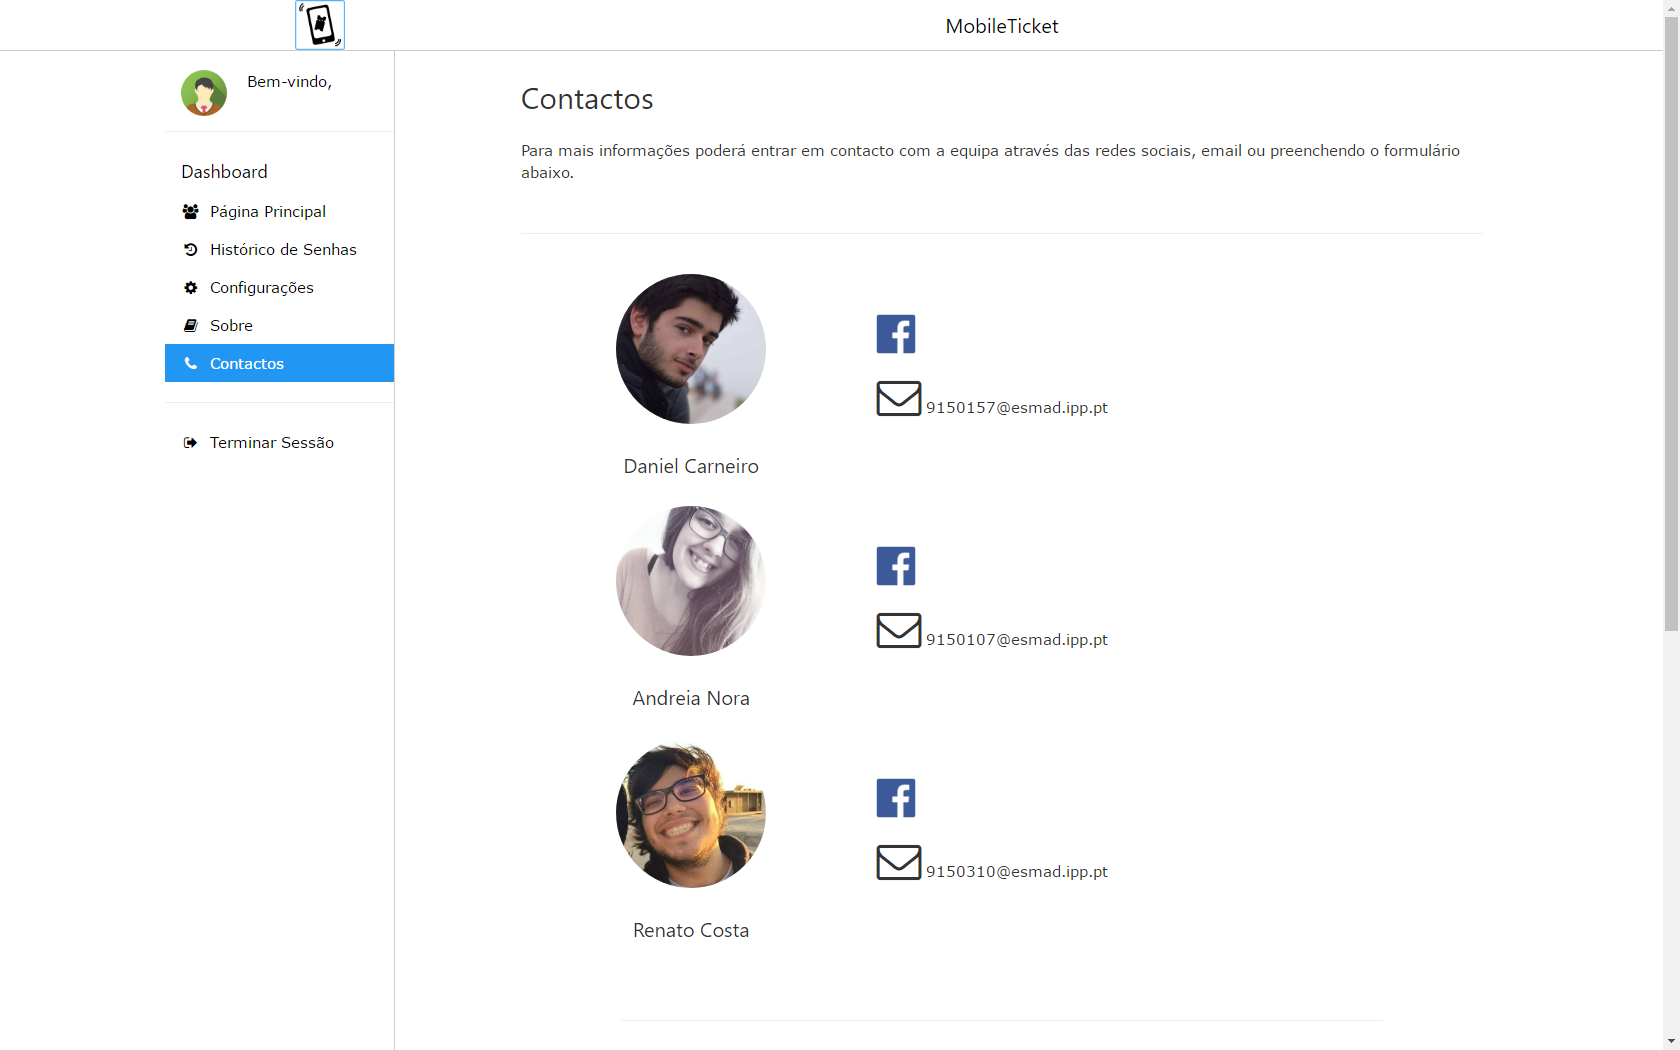 MobileTicket
Bem-vindo,
Dashboard
Página Principal
Histórico de Senhas
Configurações
Sobre
Contactos
Terminar Sessão
Contactos
Para mais informações poderá entrar em contacto com a equipa através das redes sociais, email ou preenchendo o formulário
abaixo.
9150157@esmad.ipp.pt
Daniel Carneiro
9150107@esmad.ipp.pt
Andreia Nora
9150310@esmad.ipp.pt
Renato Costa